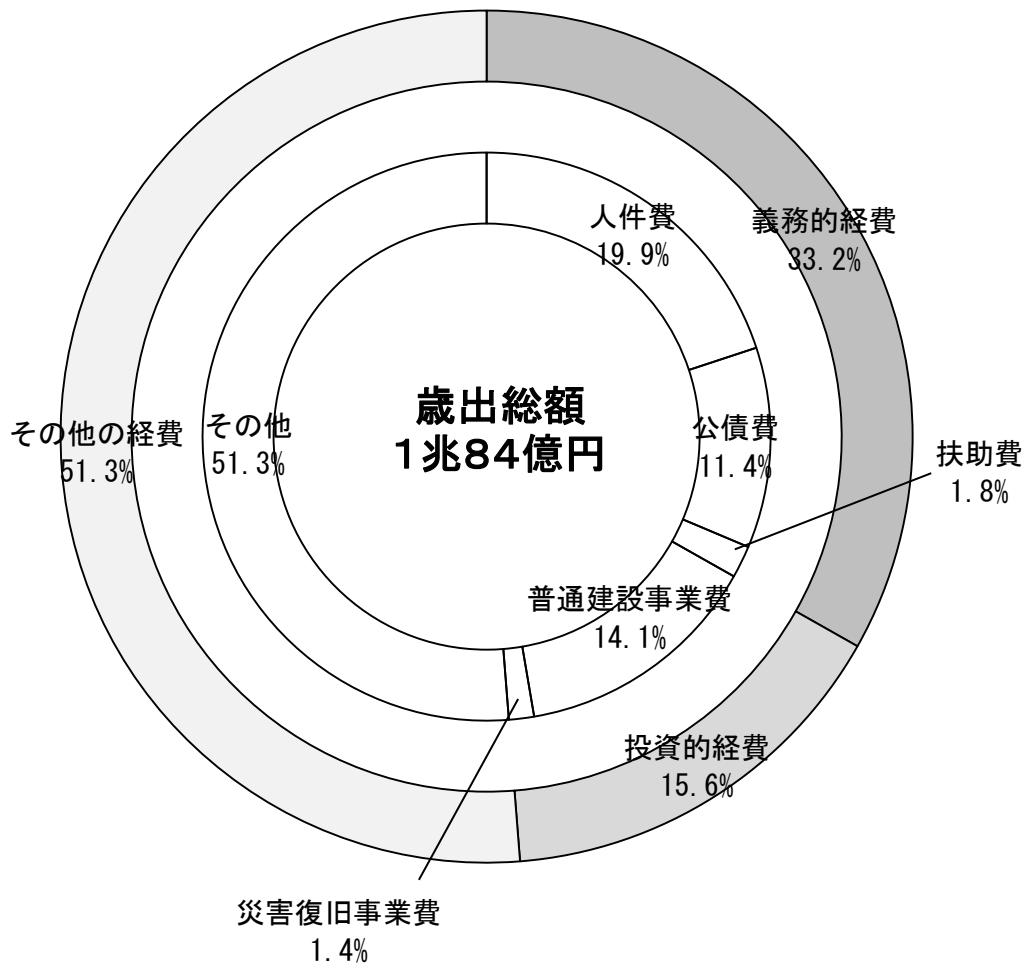 人件費
19.9%
義務的経費
33.2%
歳出総額
1兆84億円
その他の経費
51.3%
その他
51.3%
公債費
11.4%
扶助費
1.8%
普通建設事業費
14.1%
投資的経費
15.6%
災害復旧事業費
1.4%